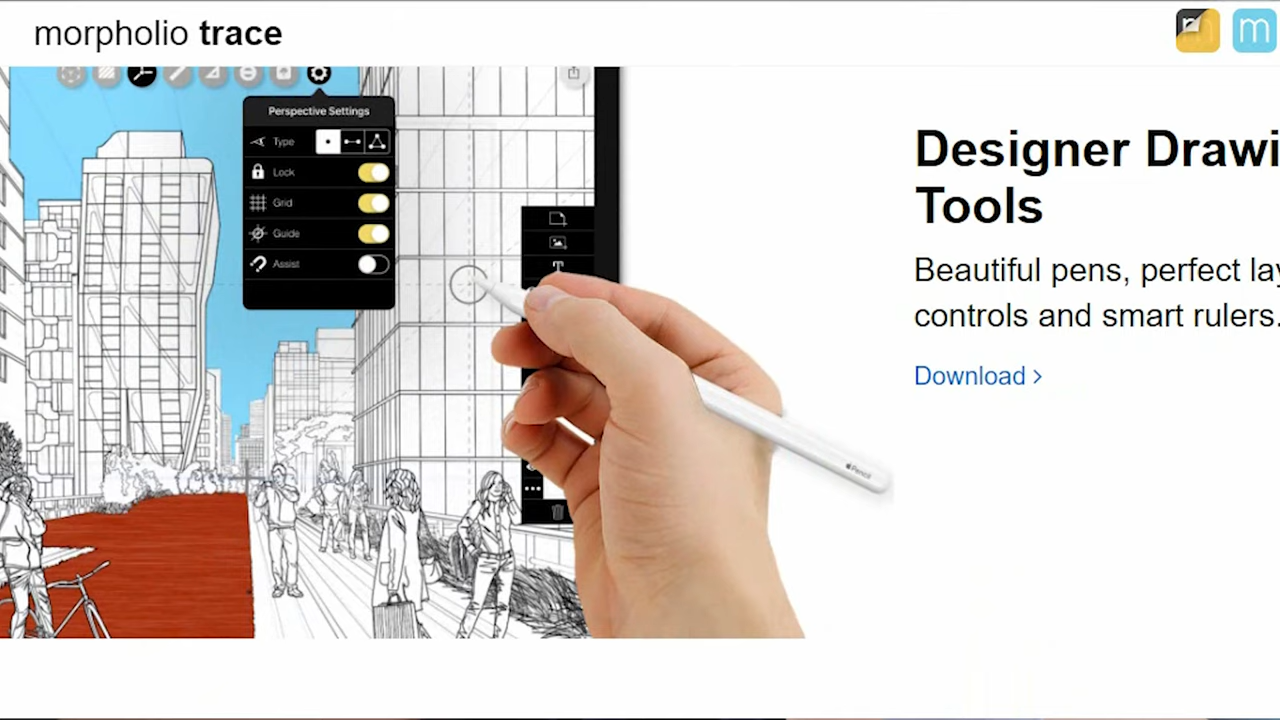 morpholio trace
m
m
Perspective Settings
Type
Lock
Grid
Guide
Assist
T
Pencil
Designer Drawi
Tools
Beautiful pens, perfect lay
controls and smart rulers.
Download >